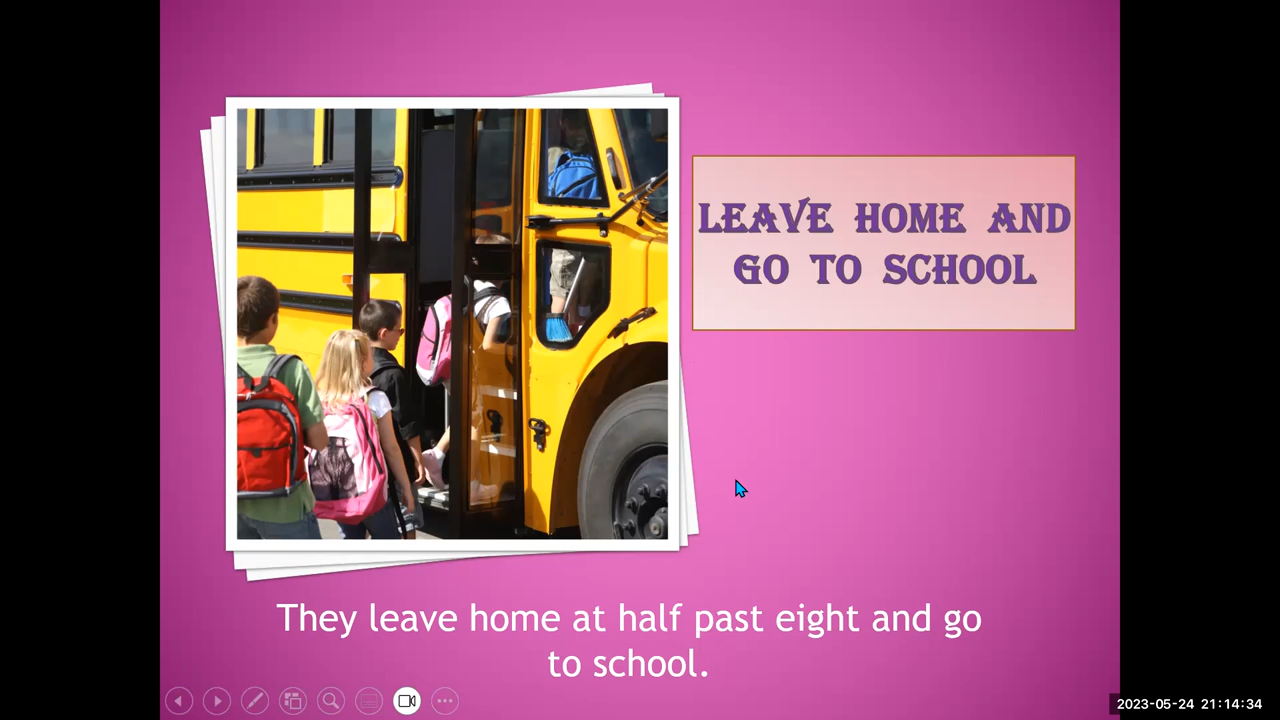 LEAVE HOME AND
GO TO SCHOOL
They leave home at half past eight and go
to school.
2023-05-24 21:14:34